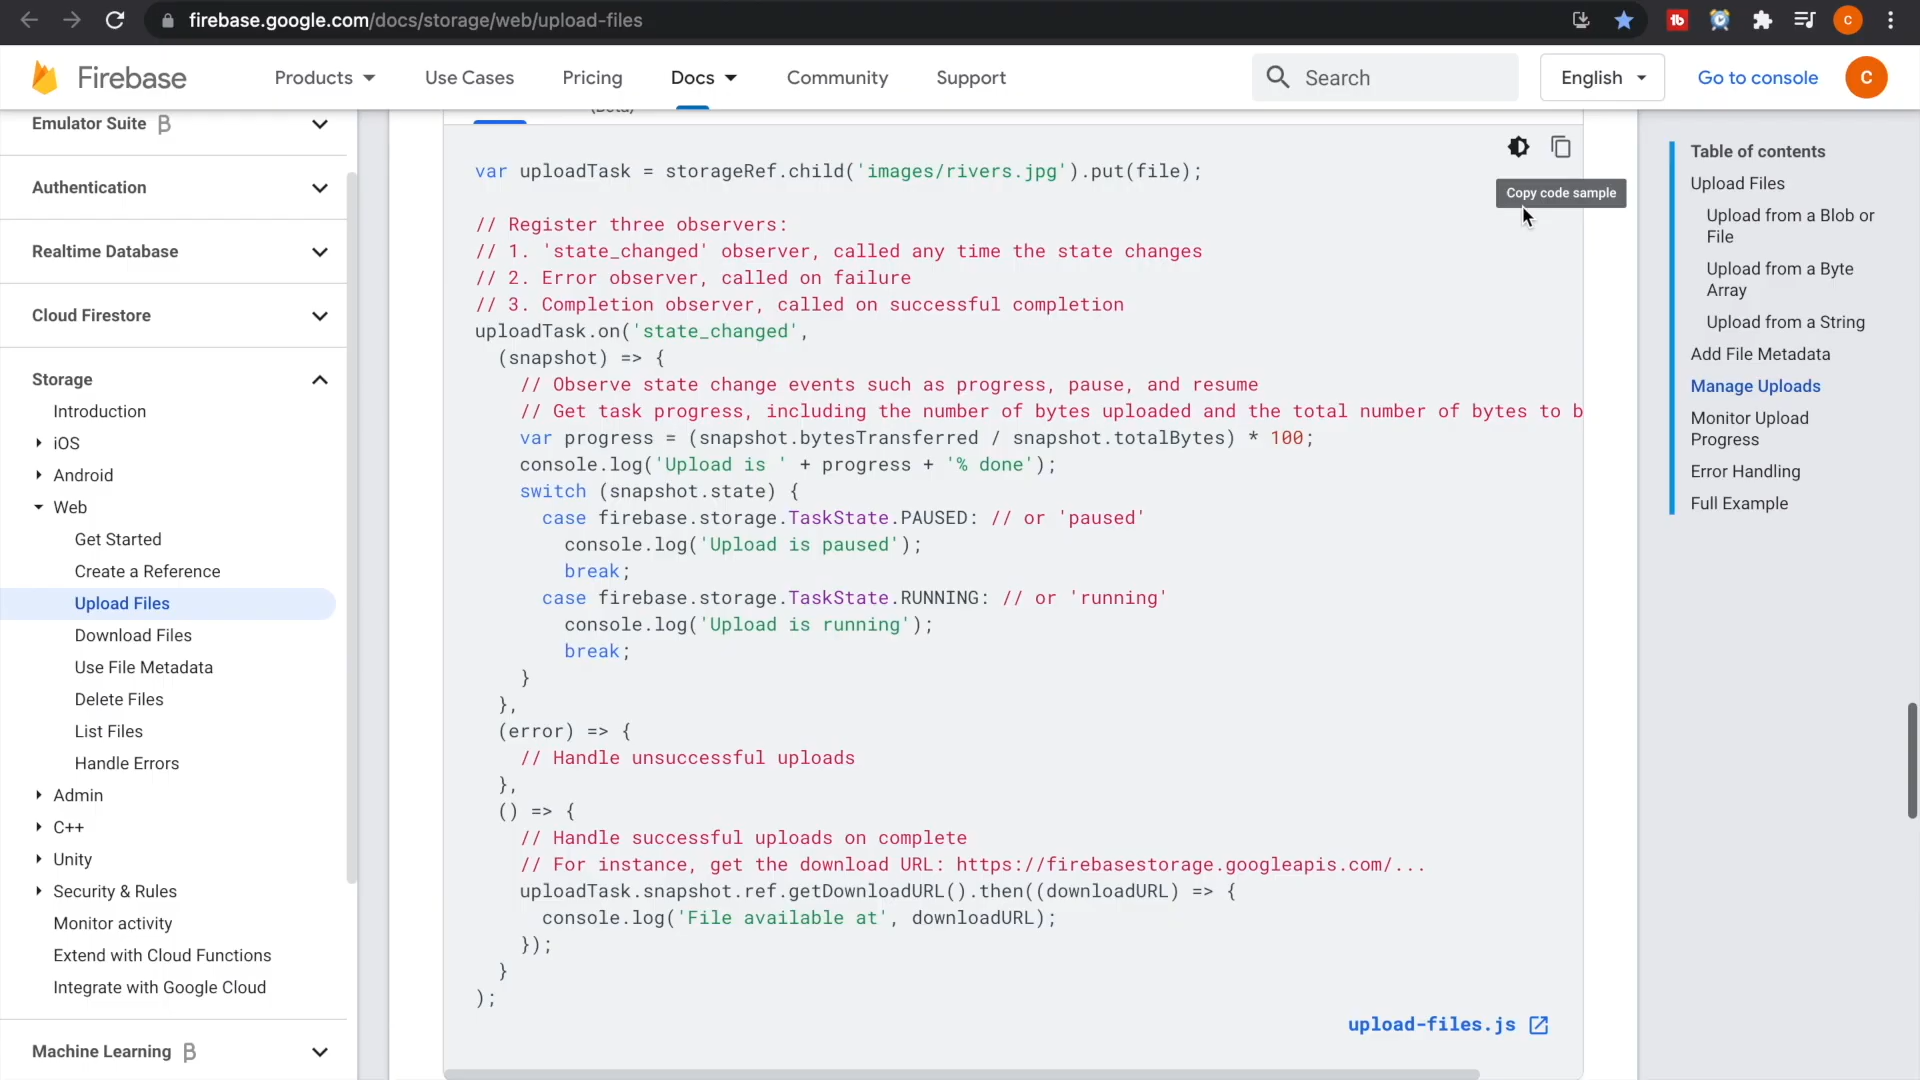 firebase.google.com/docs/storage/web/upload-files
C
Firebase
Products
Use Cases
Pricing
Docs
Community
Support
Search
English
Go to console
C
Emulator Suite β
Authentication
Realtime Database
Cloud Firestore
Storage
Introduction
iOS
Android
Web
Get Started
Create a Reference
Upload Files
Download Files
Use File Metadata
Delete Files
List Files
Handle Errors
Admin
C++
Unity
Security & Rules
Monitor activity
Extend with Cloud Functions
Integrate with Google Cloud
Machine Learning β
(Beta)
Copy code sample
var uploadTask = storageRef.child('images/rivers.jpg').put(file);
// Register three observers:
// 1. 'state_changed' observer, called any time the state changes
// 2. Error observer, called on failure
// 3. Completion observer, called on successful completion
uploadTask.on('state_changed',
(snapshot) => {
// Observe state change events such as progress, pause, and resume
// Get task progress, including the number of bytes uploaded and the total number of bytes to b
var progress = (snapshot.bytesTransferred / snapshot.totalBytes) * 100;
console.log('Upload is ' + progress + '% done');
switch (snapshot.state) {
case firebase.storage.TaskState.PAUSED: // or 'paused'
console.log('Upload is paused');
break;
case firebase.storage.TaskState.RUNNING: // or 'running'
console.log('Upload is running');
break;
}
},
(error) => {
// Handle unsuccessful uploads
},
() => {
// Handle successful uploads on complete
// For instance, get the download URL: https://firebasestorage.googleapis.com/...
uploadTask.snapshot.ref.getDownloadURL().then((downloadURL) => {
console.log('File available at', downloadURL);
});
}
);
upload-files.js
Table of contents
Upload Files
Upload from a Blob or
File
Upload from a Byte
Array
Upload from a String
Add File Metadata
Manage Uploads
Monitor Upload
Progress
Error Handling
Full Example